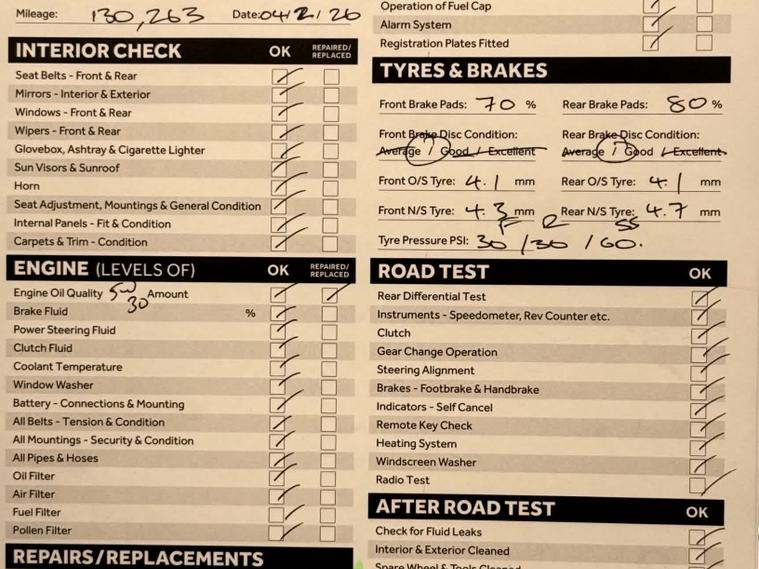 Mileage: 130,263 Date: 04/2/26
INTERIOR CHECK OK REPAIRED/REPLACED
Seat Belts - Front & Rear
Mirrors - Interior & Exterior
Windows - Front & Rear
Wipers - Front & Rear
Glovebox, Ashtray & Cigarette Lighter
Sun Visors & Sunroof
Horn
Seat Adjustment, Mountings & General Condition
Internal Panels - Fit & Condition
Carpets & Trim - Condition
ENGINE (LEVELS OF) OK REPAIRED/REPLACED
Engine Oil Quality 5w 30 Amount
Brake Fluid %
Power Steering Fluid
Clutch Fluid
Coolant Temperature
Window Washer
Battery - Connections & Mounting
All Belts - Tension & Condition
All Mountings - Security & Condition
All Pipes & Hoses
Oil Filter
Air Filter
Fuel Filter
Pollen Filter
REPAIRS/REPLACEMENTS
Operation of Fuel Cap
Alarm System
Registration Plates Fitted
TYRES & BRAKES
Front Brake Pads: 70 % Rear Brake Pads: 80 %
Front Brake Disc Condition: Rear Brake Disc Condition:
Average / Good / Excellent Average / Good / Excellent
Front O/S Tyre: 4.1 mm Rear O/S Tyre: 4.1 mm
Front N/S Tyre: 4.3 mm Rear N/S Tyre: 4.7 mm
F R SS
Tyre Pressure PSI: 30 / 30 / 60.
ROAD TEST OK
Rear Differential Test
Instruments - Speedometer, Rev Counter etc.
Clutch
Gear Change Operation
Steering Alignment
Brakes - Footbrake & Handbrake
Indicators - Self Cancel
Remote Key Check
Heating System
Windscreen Washer
Radio Test
AFTER ROAD TEST OK
Check for Fluid Leaks
Interior & Exterior Cleaned
Spare Wheel & Tools Cleaned